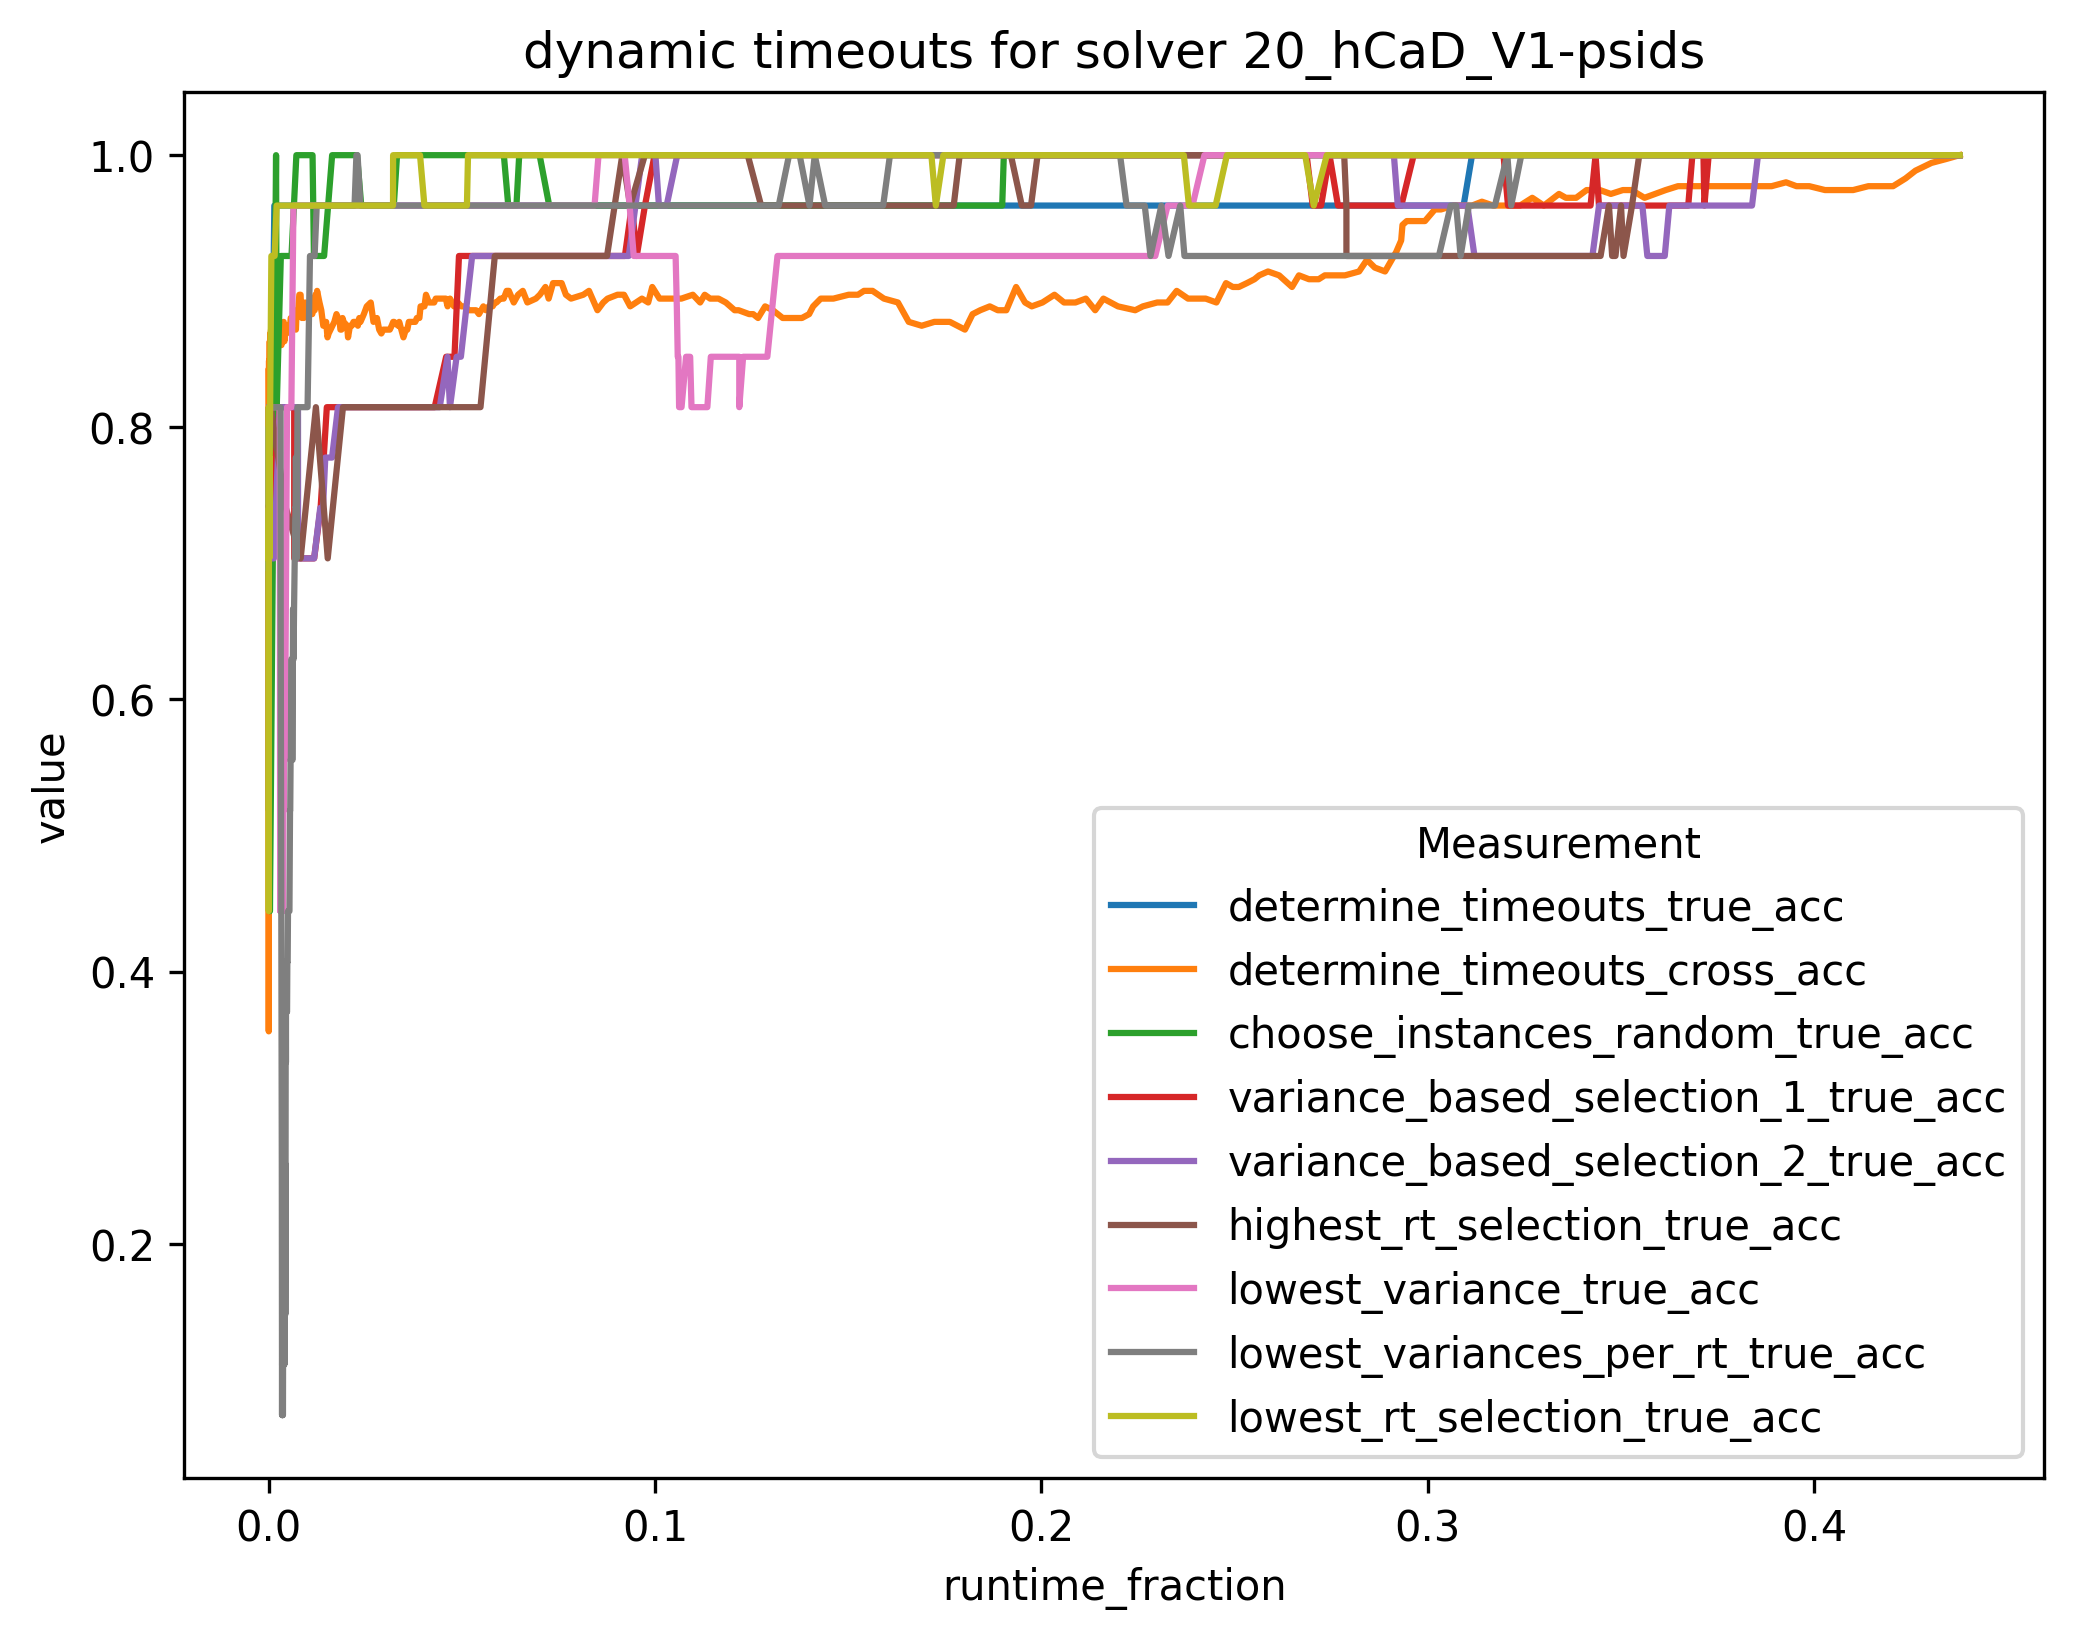 dynamic timeouts for solver 20_hCaD_V1-psids
1.0
0.8
0.6
0.4
0.2
value
0.0
0.1
0.2
0.3
0.4
runtime_fraction
Measurement
determine_timeouts_true_acc
determine_timeouts_cross_acc
choose_instances_random_true_acc
variance_based_selection_1_true_acc
variance_based_selection_2_true_acc
highest_rt_selection_true_acc
lowest_variance_true_acc
lowest_variances_per_rt_true_acc
lowest_rt_selection_true_acc